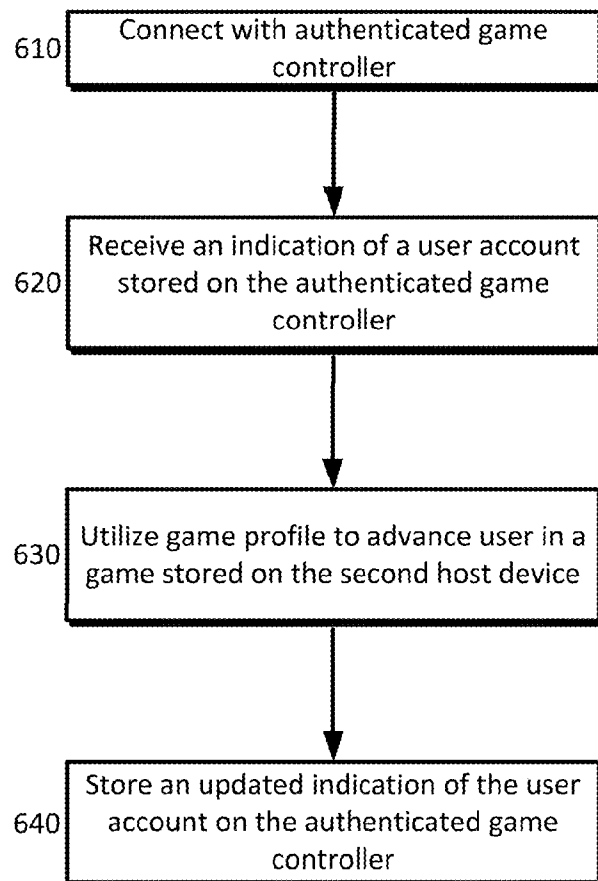 610
Connect with authenticated game
controller
620
Receive an indication of a user account
stored on the authenticated game
controller
630
Utilize game profile to advance user in a
game stored on the second host device
640
Store an updated indication of the user
account on the authenticated game
controller